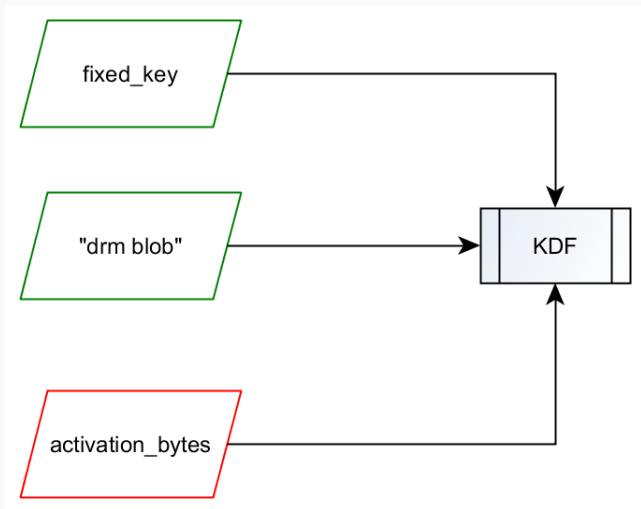 fixed_key
"drm blob"
KDF
activation_bytes